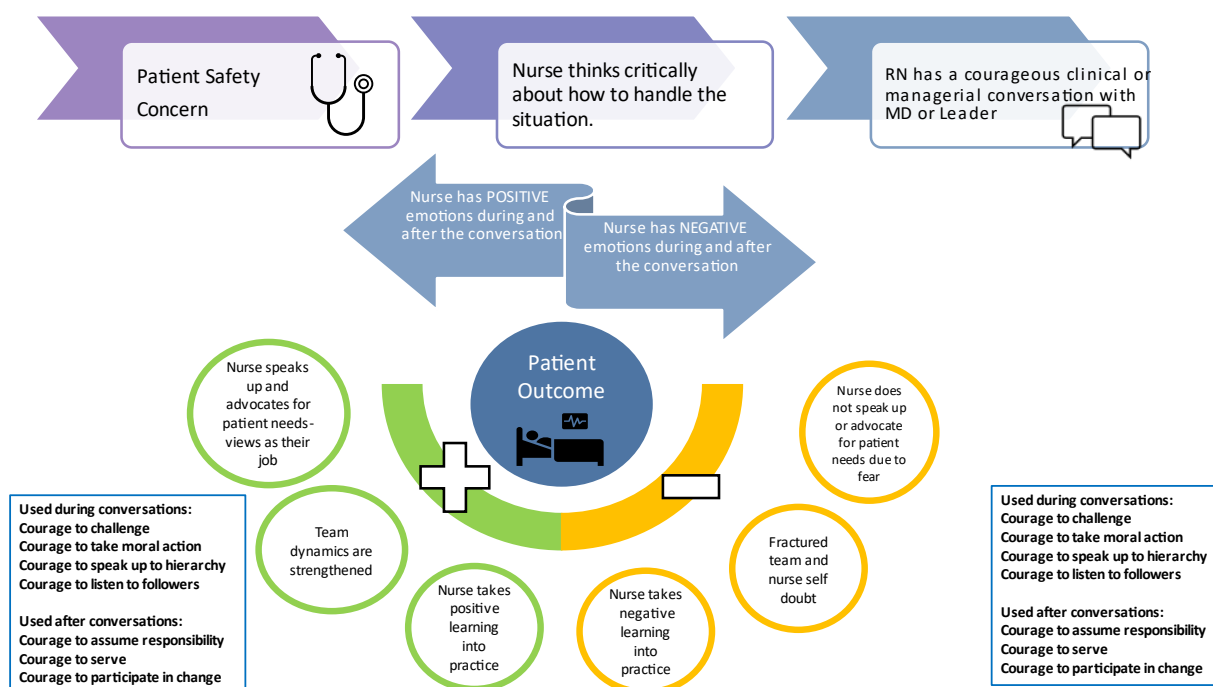 Patient Safety
Concern
Nurse thinks critically
about how to handle the
situation.
RN has a courageous clinical or
managerial conversation with
MD or Leader
Nurse has POSITIVE
emotions during and
after the conversation
Nurse has NEGATIVE
emotions during and after
the conversation
Patient
Outcome
Nurse speaks
up and
advocates for
patient needs-
views as their
job
Team
dynamics are
strengthened
Nurse takes
positive
learning
into
practice
Nurse takes
negative
learning
into
practice
Fractured
team and
nurse self
doubt
Nurse does
not speak up
or advocate
for patient
needs due to
fear
Used during conversations:
Courage to challenge
Courage to take moral action
Courage to speak up to hierarchy
Courage to listen to followers
Used after conversations:
Courage to assume responsibility
Courage to serve
Courage to participate in change
Used during conversations:
Courage to challenge
Courage to take moral action
Courage to speak up to hierarchy
Courage to listen to followers
Used after conversations:
Courage to assume responsibility
Courage to serve
Courage to participate in change